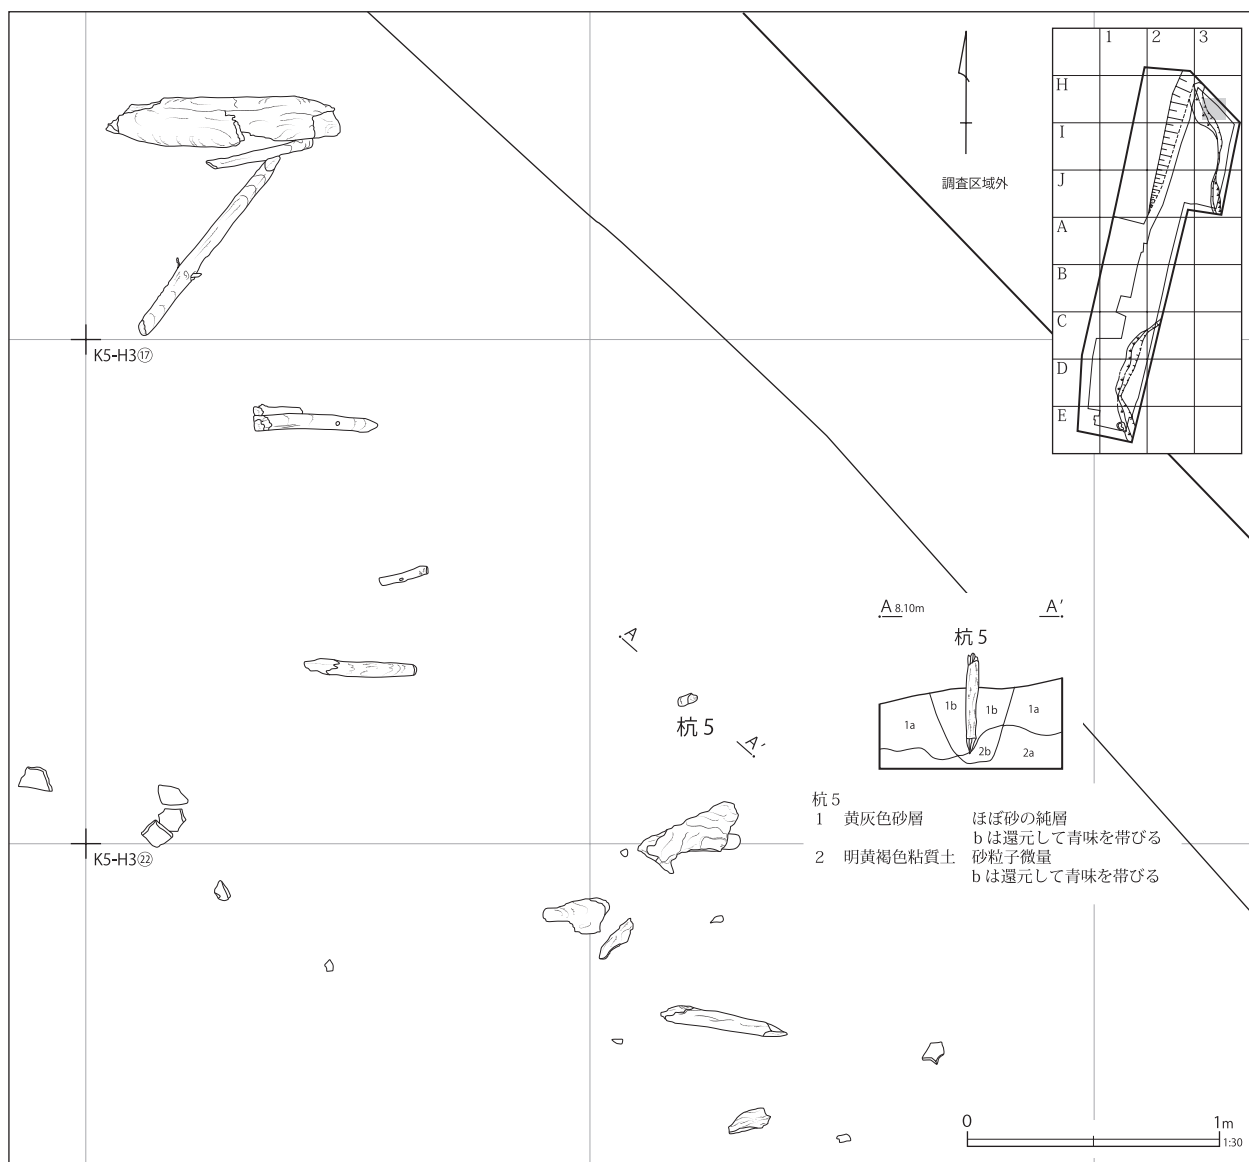 1 2 3
H
I
J
A
B
C
D
E
調査区域外
K5-H3⑰
A 8.10m A′
杭 5
1a 1b 1b 1a
2b 2a
A
杭 5
A′
杭 5
1 黄灰色砂層 ほぼ砂の純層
b は還元して青味を帯びる
2 明黄褐色粘質土 砂粒子微量
b は還元して青味を帯びる
K5-H3㉒
0 1m
1:30